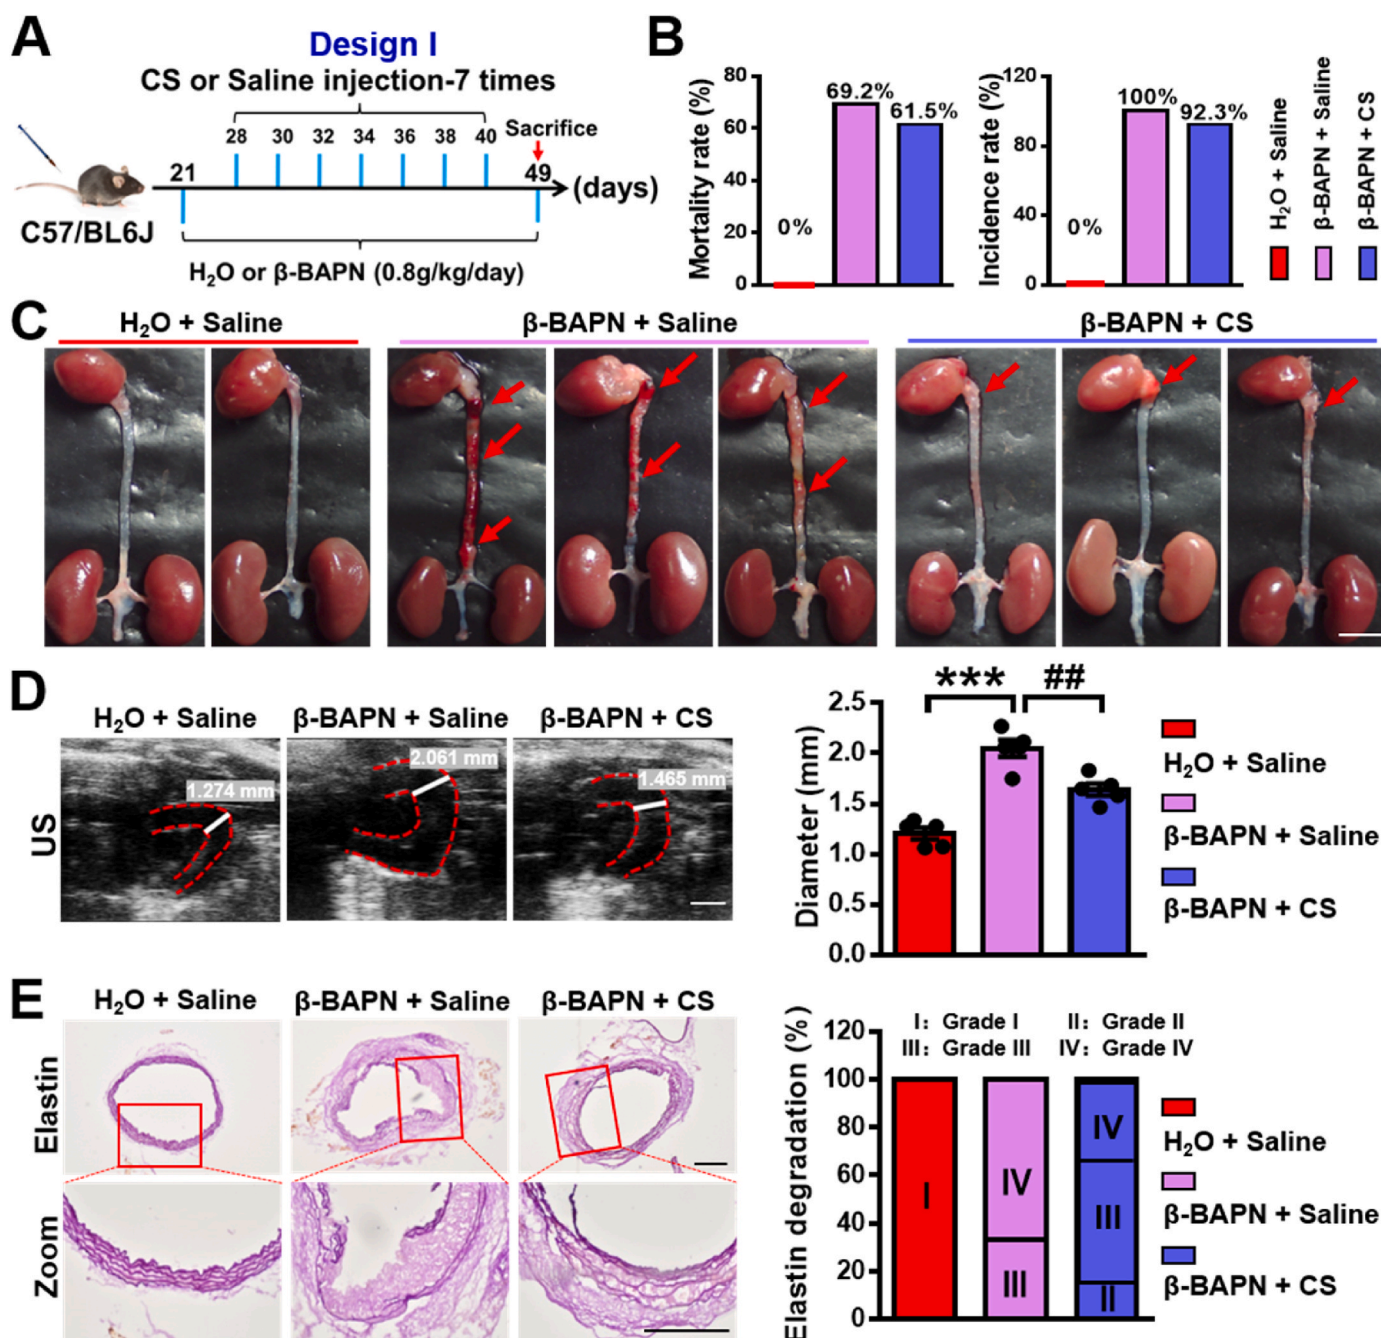 A
Design I
CS or Saline injection-7 times
28 30 32 34 36 38 40
Sacrifice
21
49
(days)
C57/BL6J
H₂O or β-BAPN (0.8g/kg/day)
B
Mortality rate (%)
80
60
40
20
0
0%
69.2%
61.5%
Incidence rate (%)
120
80
40
0
0%
100%
92.3%
H₂O + Saline
β-BAPN + Saline
β-BAPN + CS
C
H₂O + Saline
β-BAPN + Saline
β-BAPN + CS
D
H₂O + Saline
β-BAPN + Saline
β-BAPN + CS
US
1.274 mm
2.061 mm
1.465 mm
Diameter (mm)
2.5
2.0
1.5
1.0
0.5
0.0
***
##
H₂O + Saline
β-BAPN + Saline
β-BAPN + CS
E
H₂O + Saline
β-BAPN + Saline
β-BAPN + CS
Elastin
Zoom
Elastin degradation (%)
120
100
80
60
40
20
0
I: Grade I II: Grade II
III: Grade III IV: Grade IV
I
IV
III
IV
III
II
H₂O + Saline
β-BAPN + Saline
β-BAPN + CS